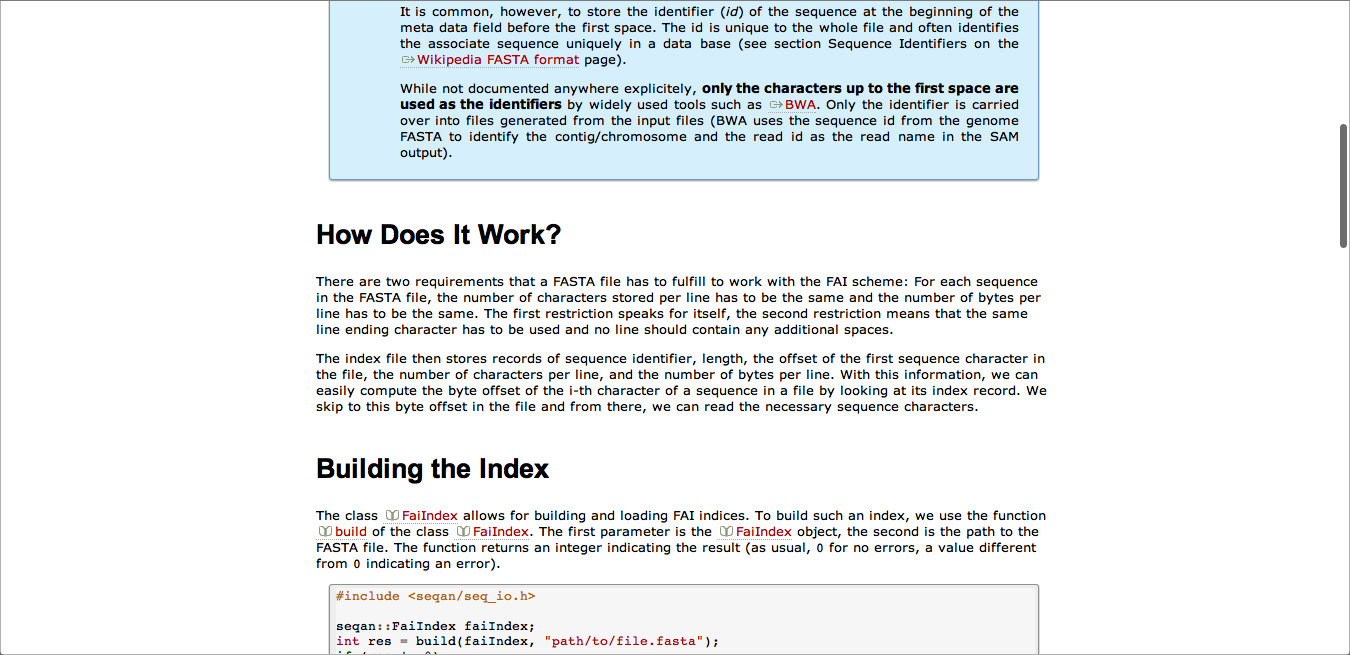 It is common, however, to store the identifier (id) of the sequence at the beginning of the
meta data field before the first space. The id is unique to the whole file and often identifies
the associate sequence uniquely in a data base (see section Sequence Identifiers on the
Wikipedia FASTA format page).
While not documented anywhere explicitely, only the characters up to the first space are
used as the identifiers by widely used tools such as BWA. Only the identifier is carried
over into files generated from the input files (BWA uses the sequence id from the genome
FASTA to identify the contig/chromosome and the read id as the read name in the SAM
output).
How Does It Work?
There are two requirements that a FASTA file has to fulfill to work with the FAI scheme: For each sequence
in the FASTA file, the number of characters stored per line has to be the same and the number of bytes per
line has to be the same. The first restriction speaks for itself, the second restriction means that the same
line ending character has to be used and no line should contain any additional spaces.
The index file then stores records of sequence identifier, length, the offset of the first sequence character in
the file, the number of characters per line, and the number of bytes per line. With this information, we can
easily compute the byte offset of the i-th character of a sequence in a file by looking at its index record. We
skip to this byte offset in the file and from there, we can read the necessary sequence characters.
Building the Index
The class FaiIndex allows for building and loading FAI indices. To build such an index, we use the function
build of the class FaiIndex. The first parameter is the FaiIndex object, the second is the path to the
FASTA file. The function returns an integer indicating the result (as usual, 0 for no errors, a value different
from 0 indicating an error).
#include <seqan/seq_io.h>
seqan::FaiIndex faiIndex;
int res = build(faiIndex, "path/to/file.fasta");